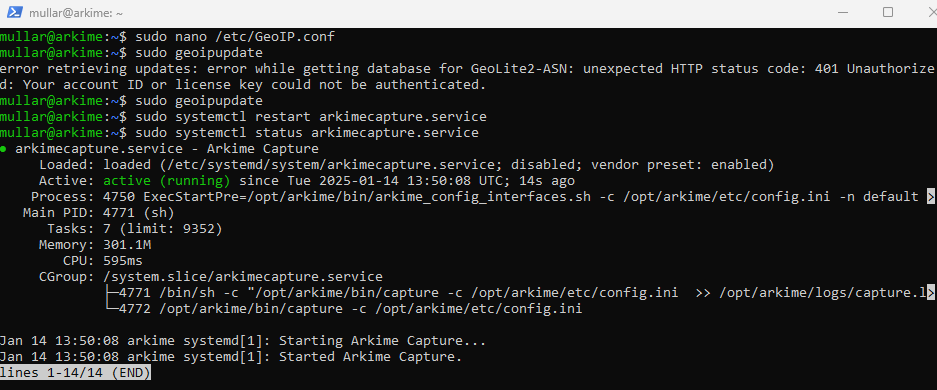 mullar@arkime: ~
mullar@arkime:~$ sudo nano /etc/GeoIP.conf
mullar@arkime:~$ sudo geoipupdate
error retrieving updates: error while getting database for GeoLite2-ASN: unexpected HTTP status code: 401 Unauthorize
d: Your account ID or license key could not be authenticated.
mullar@arkime:~$ sudo geoipupdate
mullar@arkime:~$ sudo systemctl restart arkimecapture.service
mullar@arkime:~$ sudo systemctl status arkimecapture.service
● arkimecapture.service - Arkime Capture
     Loaded: loaded (/etc/systemd/system/arkimecapture.service; disabled; vendor preset: enabled)
     Active: active (running) since Tue 2025-01-14 13:50:08 UTC; 14s ago
    Process: 4750 ExecStartPre=/opt/arkime/bin/arkime_config_interfaces.sh -c /opt/arkime/etc/config.ini -n default >
   Main PID: 4771 (sh)
      Tasks: 7 (limit: 9352)
     Memory: 301.1M
        CPU: 595ms
     CGroup: /system.slice/arkimecapture.service
             ├─4771 /bin/sh -c "/opt/arkime/bin/capture -c /opt/arkime/etc/config.ini  >> /opt/arkime/logs/capture.l>
             └─4772 /opt/arkime/bin/capture -c /opt/arkime/etc/config.ini
Jan 14 13:50:08 arkime systemd[1]: Starting Arkime Capture...
Jan 14 13:50:08 arkime systemd[1]: Started Arkime Capture.
lines 1-14/14 (END)